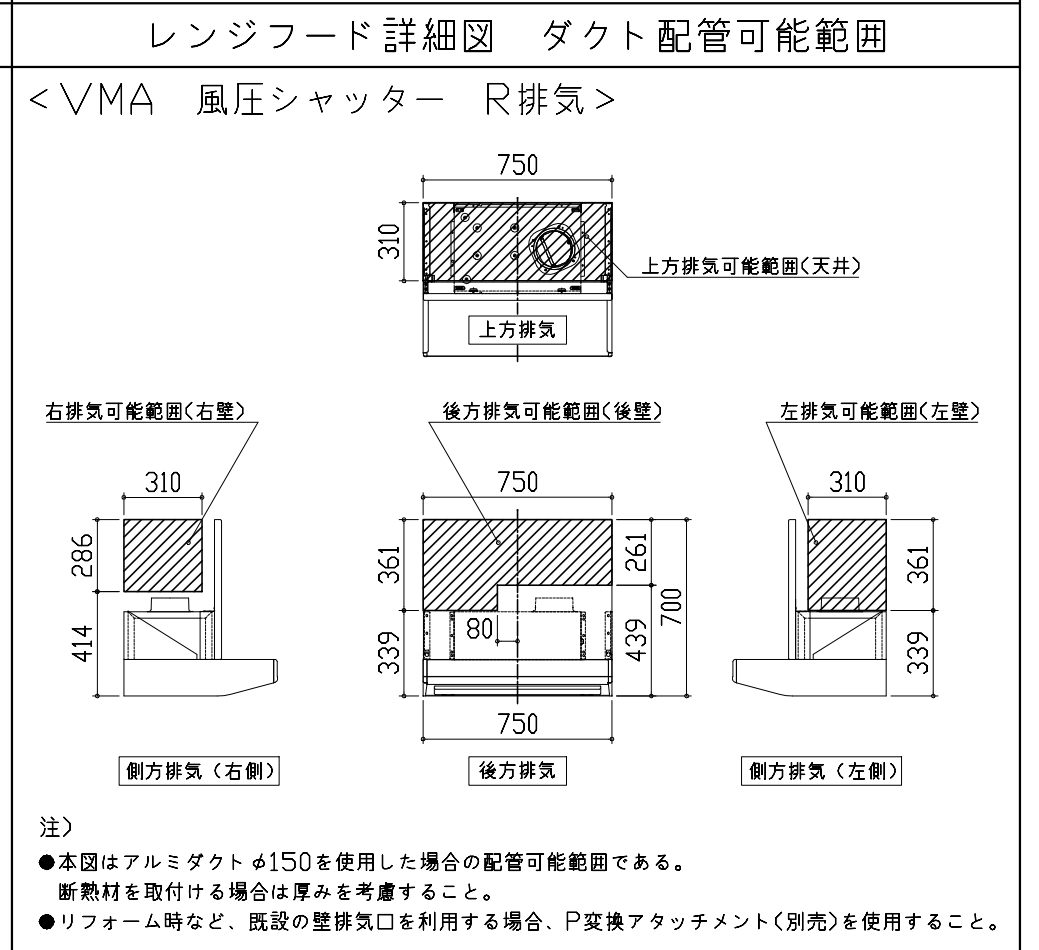 レンジフード詳細図　ダクト配管可能範囲
<VMA　風圧シャッター　R排気>
750
310
上方排気可能範囲(天井)
上方排気
右排気可能範囲(右壁)
後方排気可能範囲(後壁)
左排気可能範囲(左壁)
310
750
310
286
414
361
339
80
261
439
700
361
339
750
側方排気（右側）
後方排気
側方排気（左側）
注）
●本図はアルミダクトφ150を使用した場合の配管可能範囲である。
断熱材を取付ける場合は厚みを考慮すること。
●リフォーム時など、既設の壁排気口を利用する場合、P変換アタッチメント(別売)を使用すること。